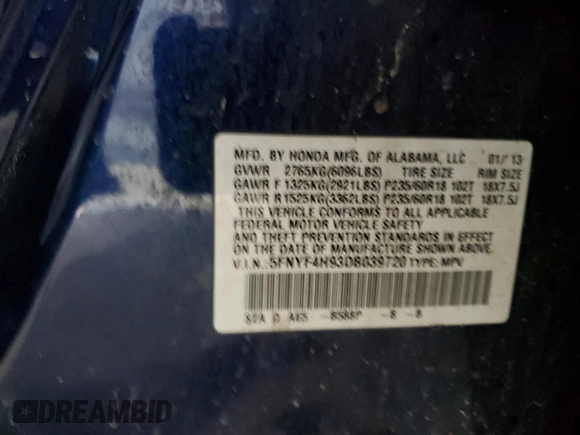 MFD. BY HONDA MFG. OF ALABAMA, LLC 01/'13
GVWR 2765KG(6096LBS) TIRE SIZE RIM SIZE
GAWR F 1325KG(2921LBS) P235/60R18 102T 18X7.5J
GAWR R 1525KG(3362LBS) P235/60R18 102T 18X7.5J
THIS VEHICLE CONFORMS TO ALL APPLICABLE
FEDERAL MOTOR VEHICLE SAFETY
AND THEFT PREVENTION STANDARDS IN EFFECT
ON THE DATE OF MANUFACTURE SHOWN ABOVE.
V.I.N.: 5FNYF4H93DB039720 TYPE: MPV
SZA D AE5 -B588P -B -B
DREAMBID